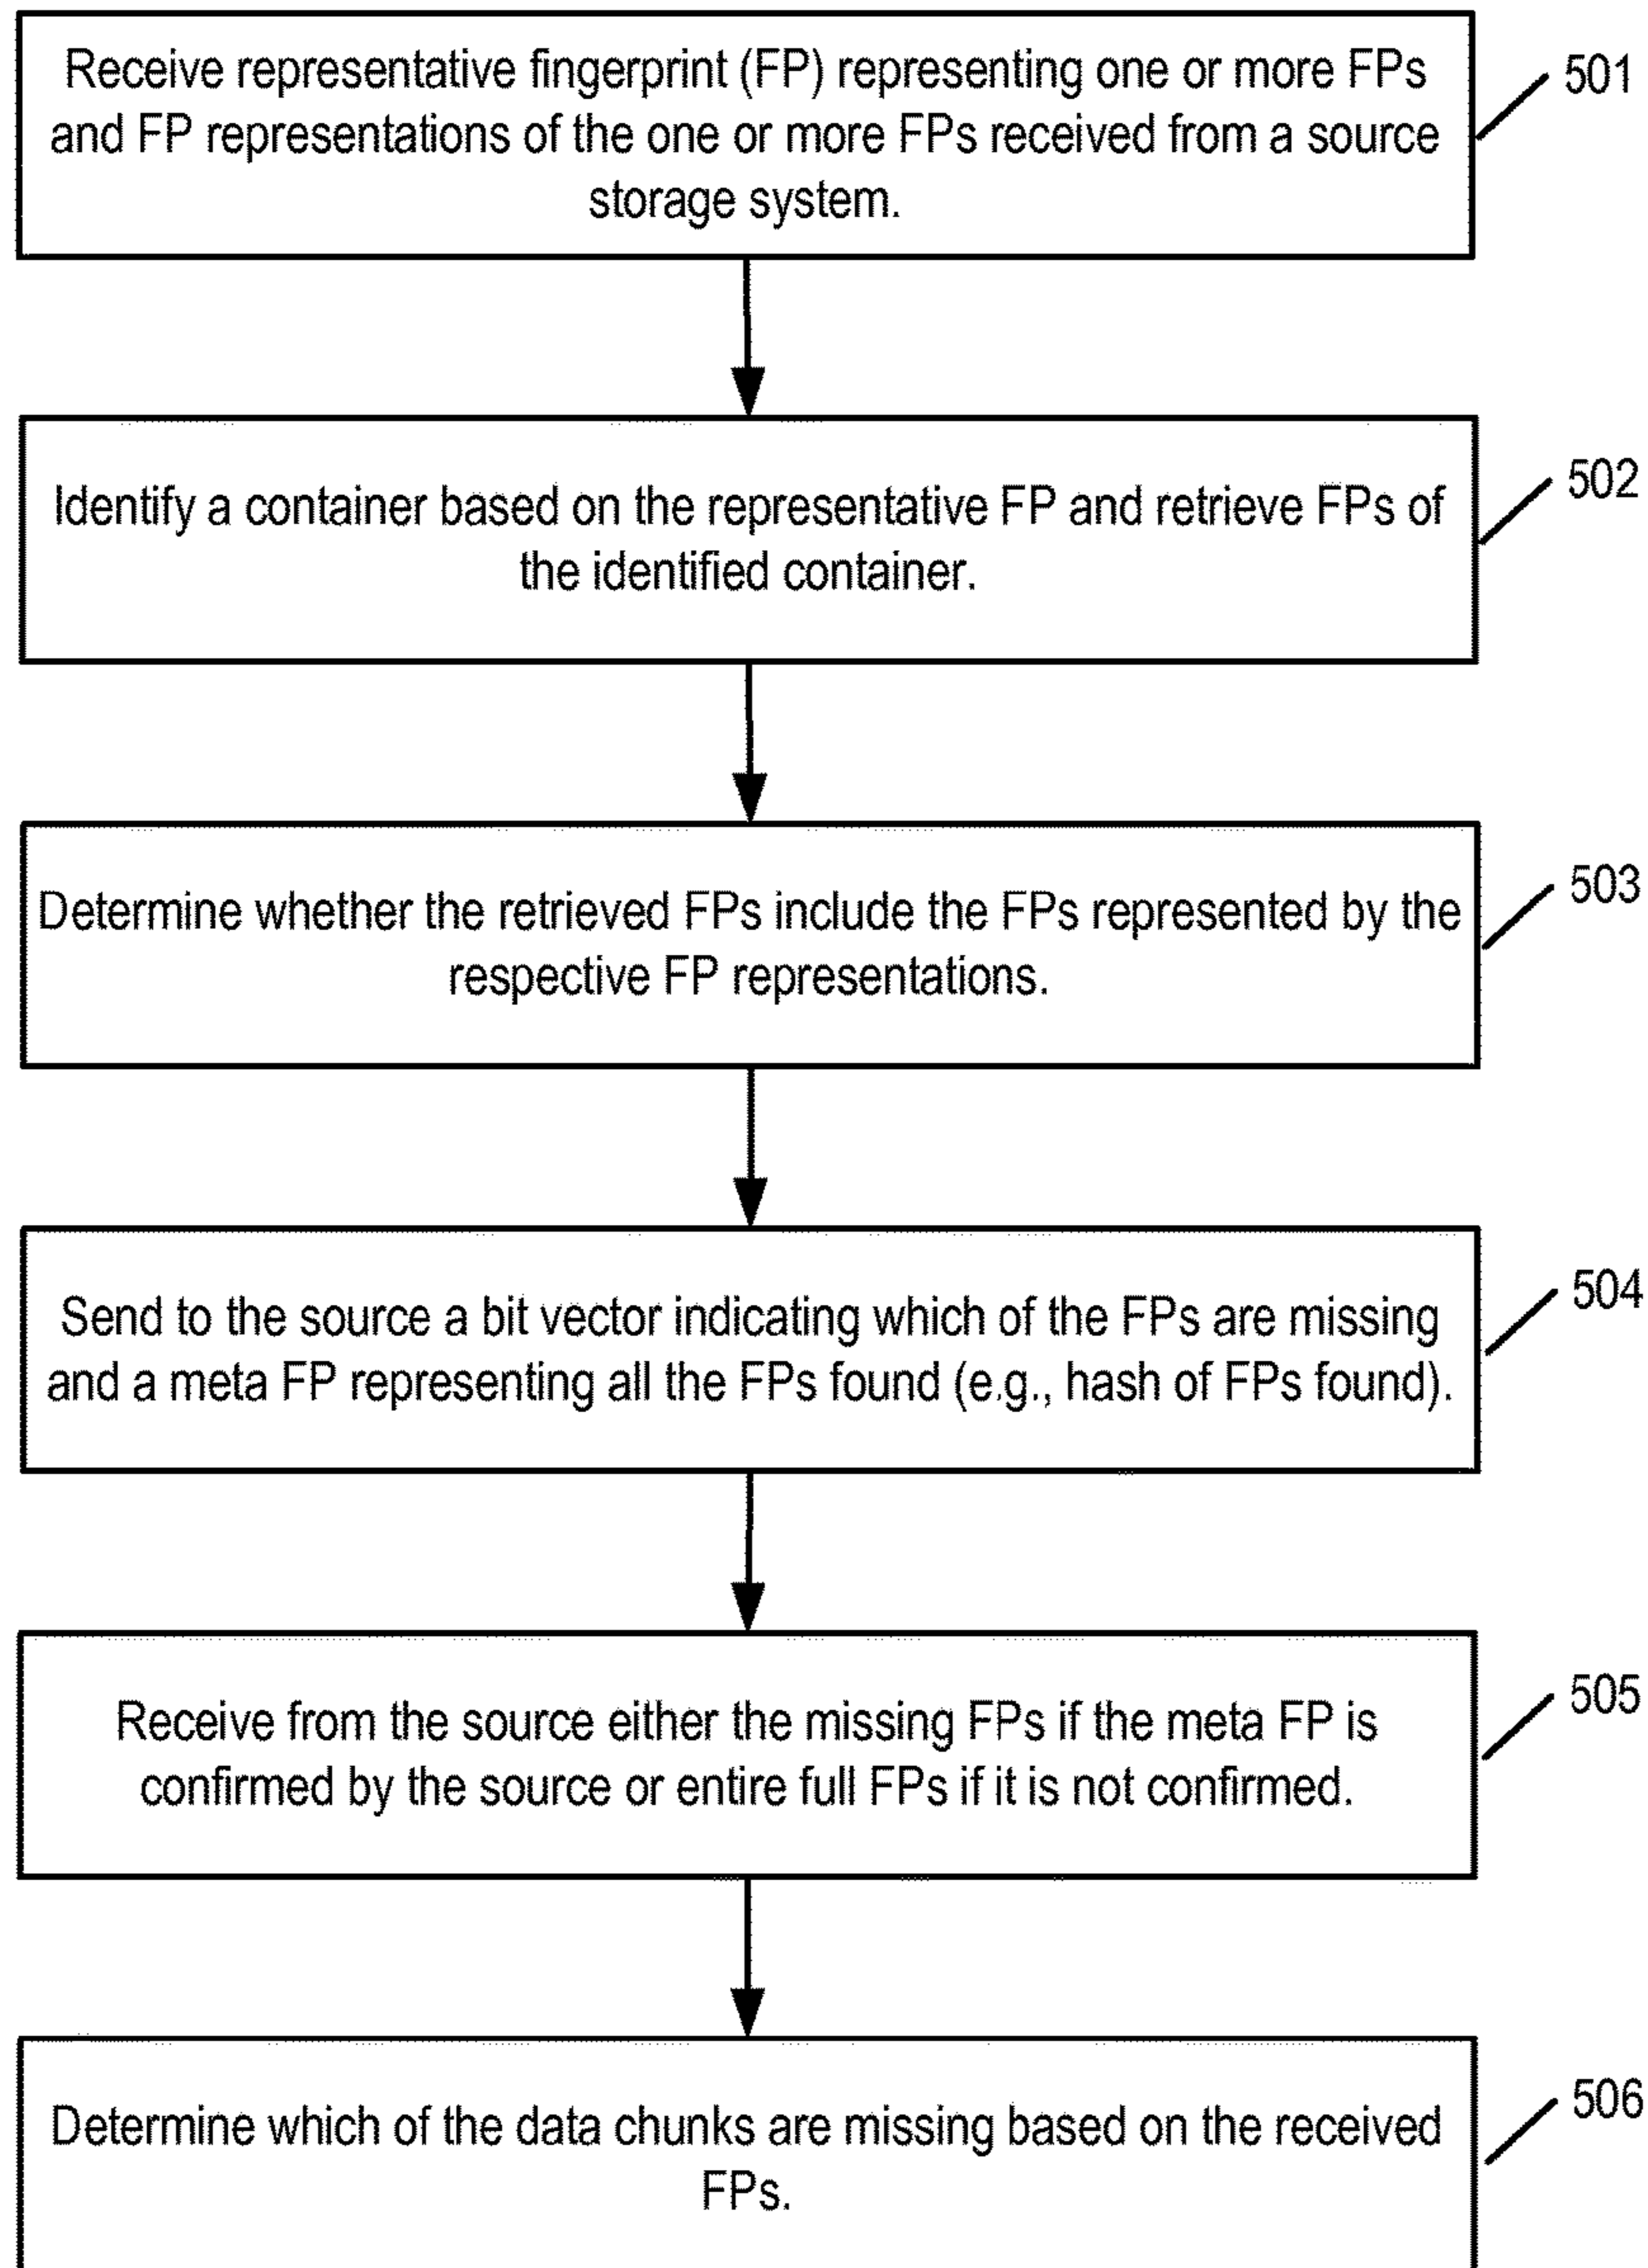 Receive representative fingerprint (FP) representing one or more FPs
and FP representations of the one or more FPs received from a source
storage system.
501
Identify a container based on the representative FP and retrieve FPs of
the identified container.
502
Determine whether the retrieved FPs include the FPs represented by the
respective FP representations.
503
Send to the source a bit vector indicating which of the FPs are missing
and a meta FP representing all the FPs found (e.g., hash of FPs found).
504
Receive from the source either the missing FPs if the meta FP is
confirmed by the source or entire full FPs if it is not confirmed.
505
Determine which of the data chunks are missing based on the received
FPs.
506